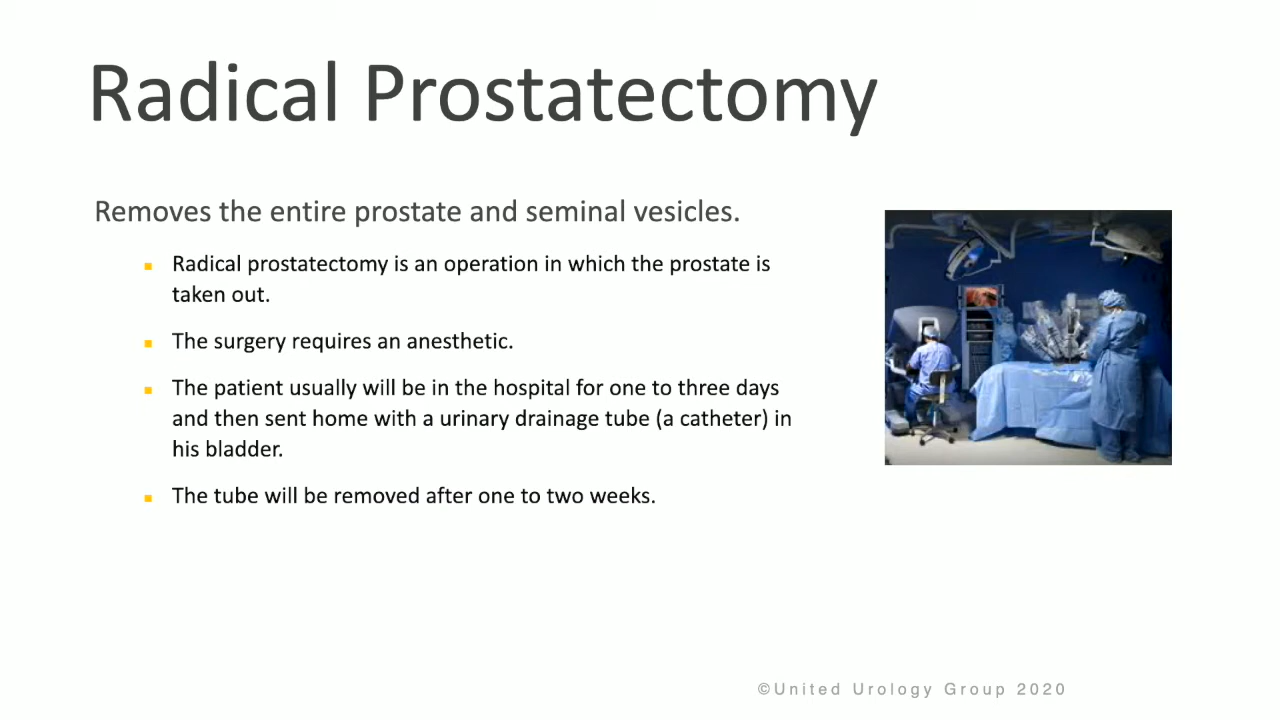 Radical Prostatectomy
Removes the entire prostate and seminal vesicles.
Radical prostatectomy is an operation in which the prostate is
taken out.
The surgery requires an anesthetic.
The patient usually will be in the hospital for one to three days
and then sent home with a urinary drainage tube (a catheter) in
his bladder.
The tube will be removed after one to two weeks.
©United Urology Group 2020